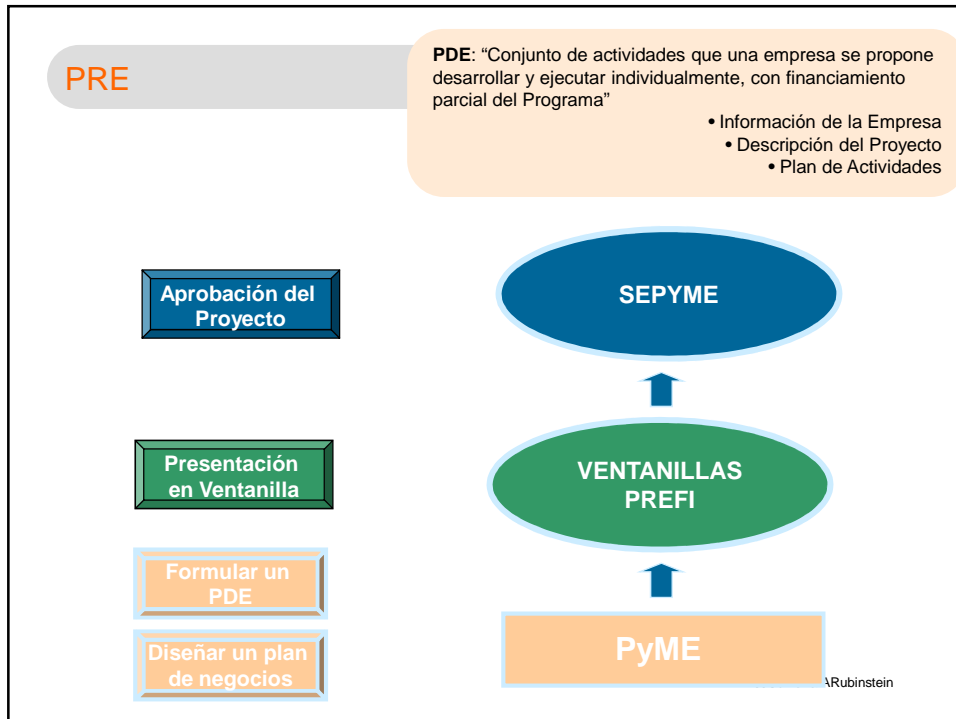 PRE
PDE: “Conjunto de actividades que una empresa se propone
desarrollar y ejecutar individualmente, con financiamiento
parcial del Programa”
• Información de la Empresa
• Descripción del Proyecto
• Plan de Actividades
Aprobación del
Proyecto
SEPYME
Presentación
en Ventanilla
VENTANILLAS
PREFI
Formular un
PDE
Diseñar un plan
de negocios
PyME
ARubinstein